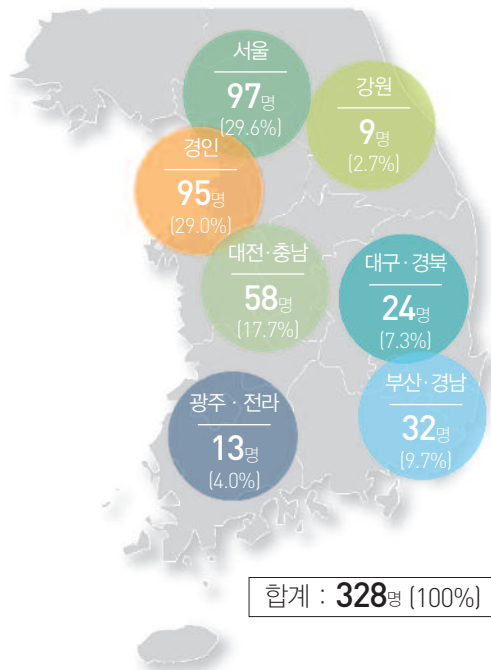 서울
97명
(29.6%)
강원
9명
(2.7%)
경인
95명
(29.0%)
대전·충남
58명
(17.7%)
대구·경북
24명
(7.3%)
부산·경남
32명
(9.7%)
광주·전라
13명
(4.0%)
합계 : 328명 (100%)